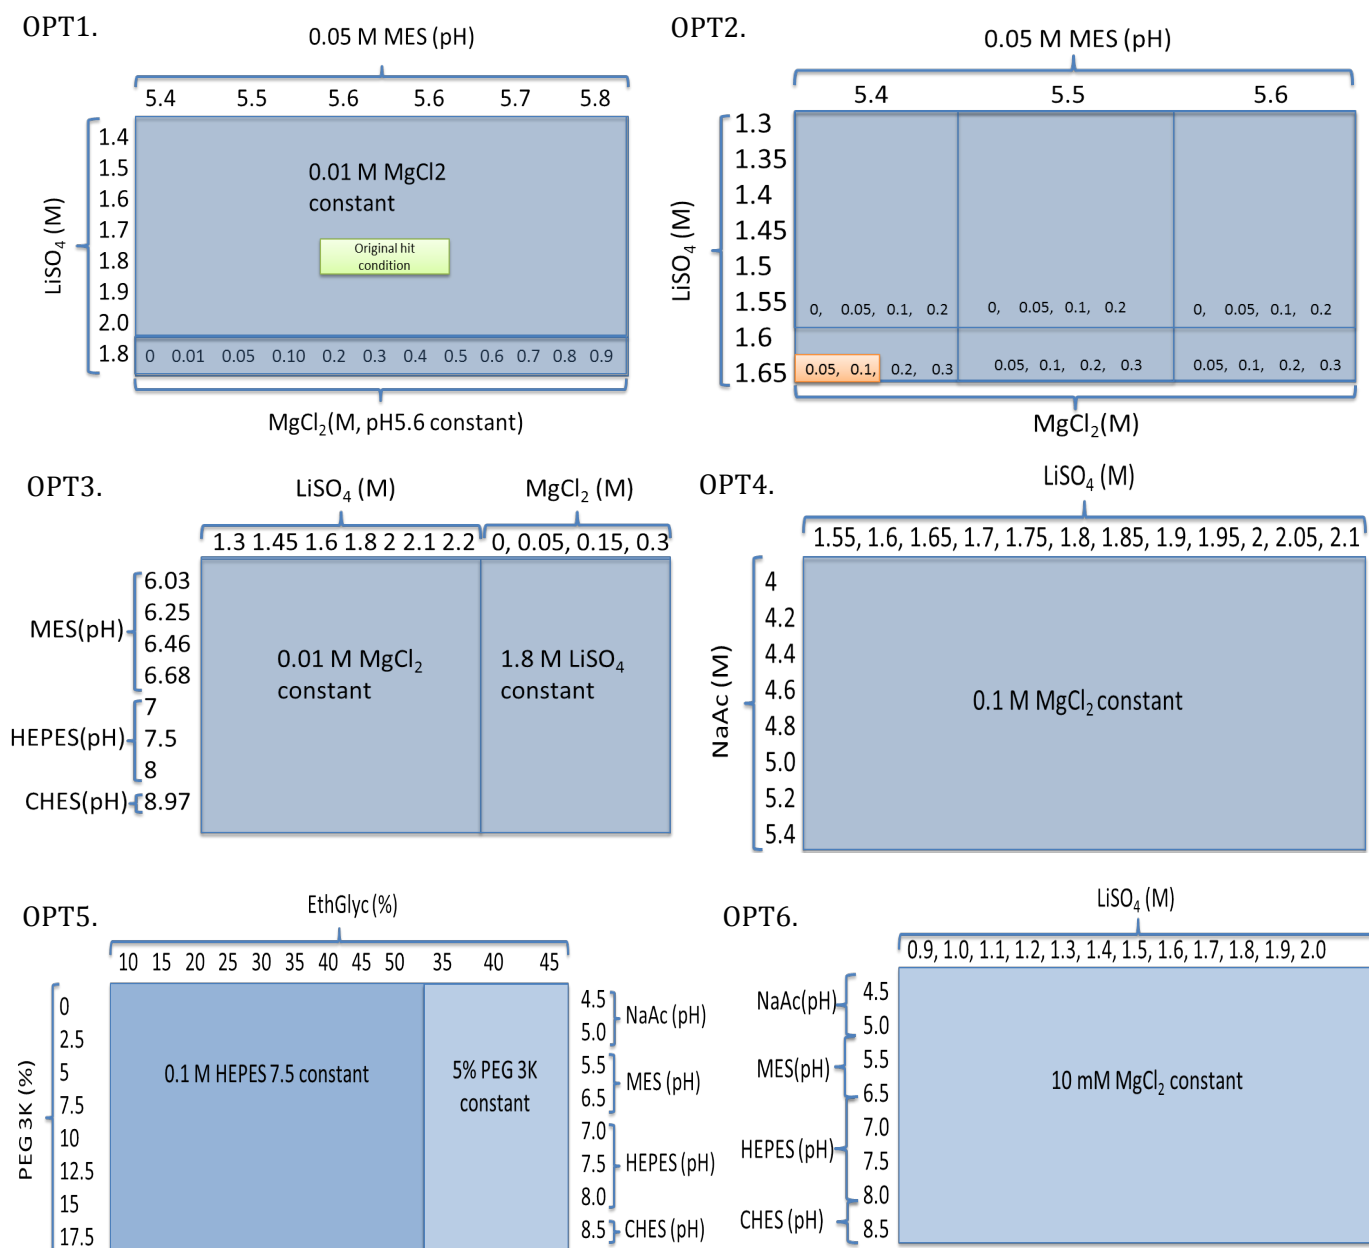 OPT1.
0.05 M MES (pH)
5.4 5.5 5.6 5.6 5.7 5.8
LiSO4 (M)
1.4
1.5
1.6
1.7
1.8
1.9
2.0
1.8
0.01 M MgCl2
constant
Original hit
condition
0 0.01 0.05 0.10 0.2 0.3 0.4 0.5 0.6 0.7 0.8 0.9
MgCl2(M, pH5.6 constant)
OPT2.
0.05 M MES (pH)
5.4 5.5 5.6
LiSO4 (M)
1.3
1.35
1.4
1.45
1.5
1.55
1.6
1.65
0, 0.05, 0.1, 0.2 0, 0.05, 0.1, 0.2 0, 0.05, 0.1, 0.2
0.05, 0.1, 0.2, 0.3 0.05, 0.1, 0.2, 0.3 0.05, 0.1, 0.2, 0.3
MgCl2(M)
OPT3.
LiSO4 (M) MgCl2 (M)
1.3 1.45 1.6 1.8 2 2.1 2.2 0, 0.05, 0.15, 0.3
MES(pH)
6.03
6.25
6.46
6.68
HEPES(pH)
7
7.5
8
CHES(pH)
8.97
0.01 M MgCl2
constant
1.8 M LiSO4
constant
OPT4.
LiSO4 (M)
1.55, 1.6, 1.65, 1.7, 1.75, 1.8, 1.85, 1.9, 1.95, 2, 2.05, 2.1
NaAc (M)
4
4.2
4.4
4.6
4.8
5.0
5.2
5.4
0.1 M MgCl2 constant
OPT5.
EthGlyc (%)
10 15 20 25 30 35 40 45 50 35 40 45
PEG 3K (%)
0
2.5
5
7.5
10
12.5
15
17.5
0.1 M HEPES 7.5 constant
5% PEG 3K
constant
4.5
5.0
NaAc (pH)
5.5
6.5
MES (pH)
7.0
7.5
8.0
HEPES (pH)
8.5
CHES (pH)
OPT6.
LiSO4 (M)
0.9, 1.0, 1.1, 1.2, 1.3, 1.4, 1.5, 1.6, 1.7, 1.8, 1.9, 2.0
NaAc(pH)
4.5
5.0
MES(pH)
5.5
6.5
HEPES (pH)
7.0
7.5
8.0
CHES (pH)
8.5
10 mM MgCl2 constant